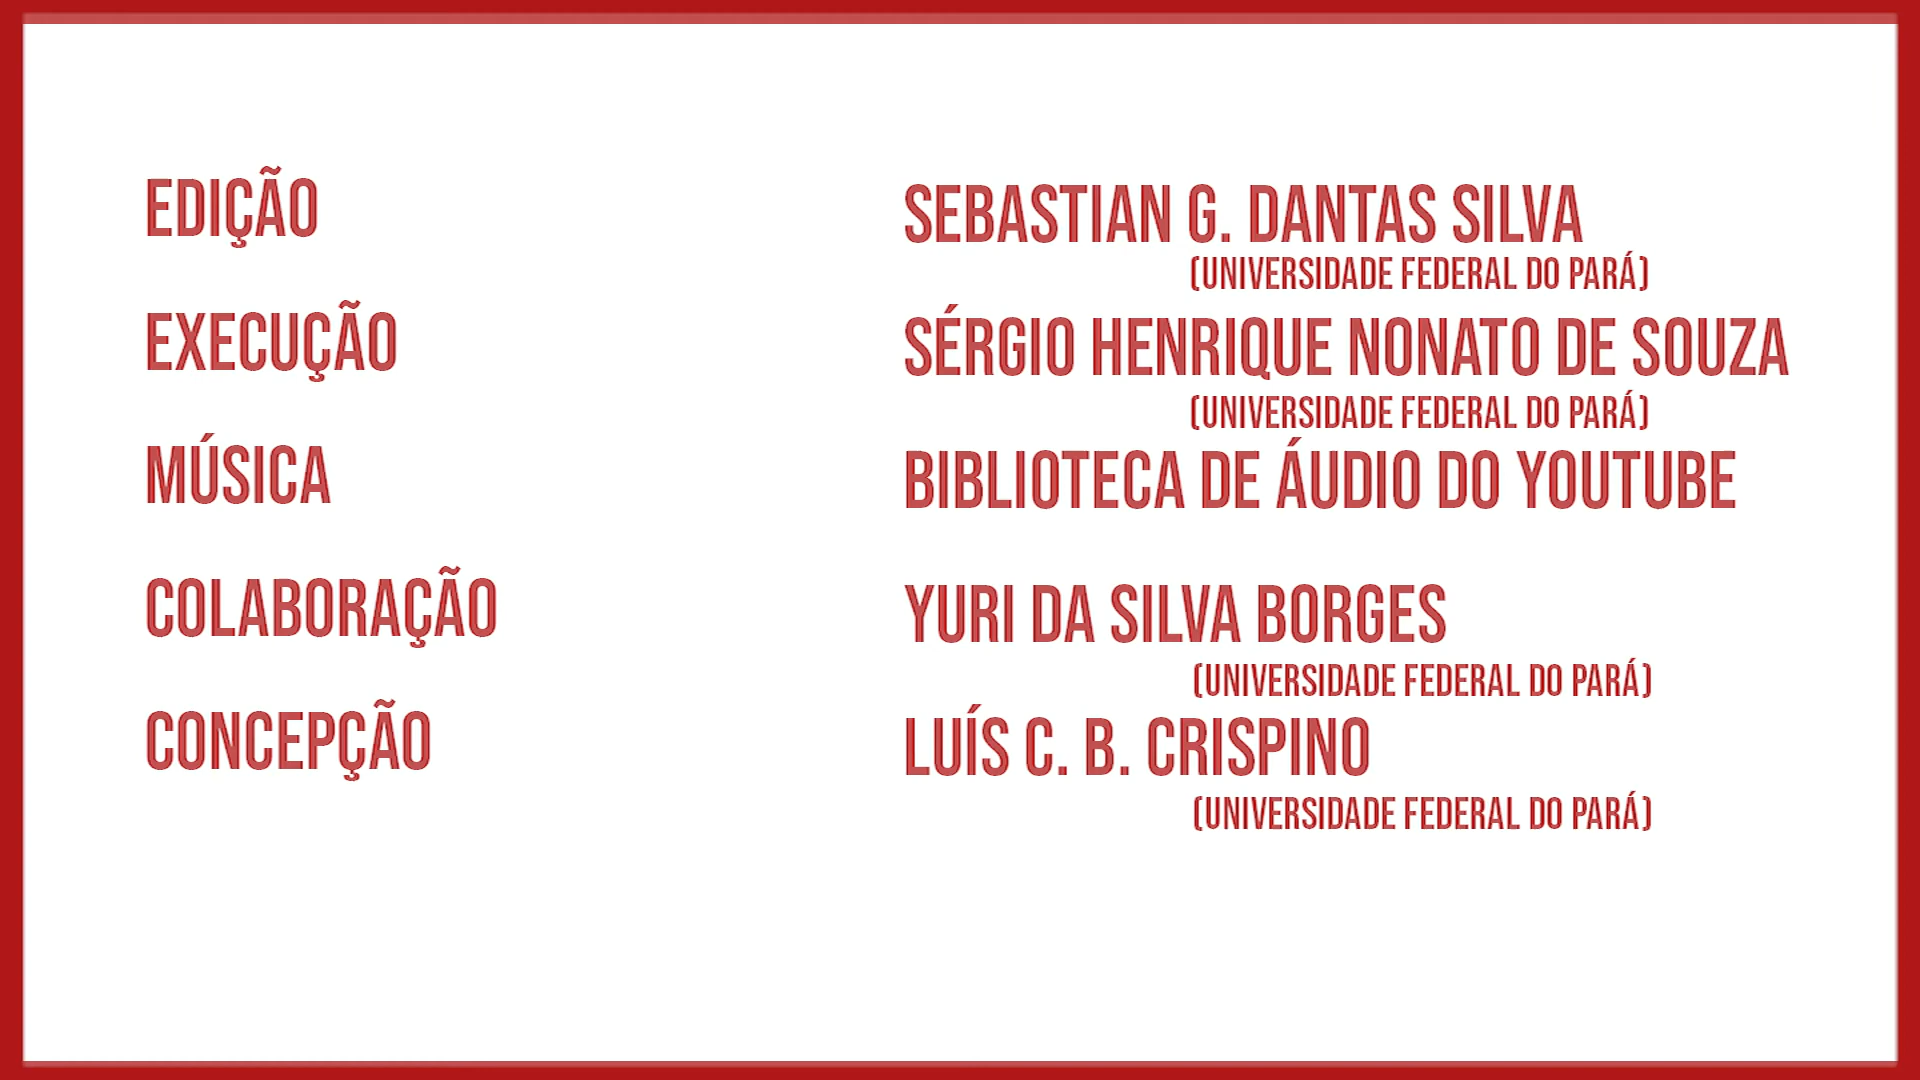 EDIÇÃO SEBASTIAN G. DANTAS SILVA
(UNIVERSIDADE FEDERAL DO PARÁ)
EXECUÇÃO SÉRGIO HENRIQUE NONATO DE SOUZA
(UNIVERSIDADE FEDERAL DO PARÁ)
MÚSICA BIBLIOTECA DE ÁUDIO DO YOUTUBE
COLABORAÇÃO YURI DA SILVA BORGES
(UNIVERSIDADE FEDERAL DO PARÁ)
CONCEPÇÃO LUÍS C. B. CRISPINO
(UNIVERSIDADE FEDERAL DO PARÁ)